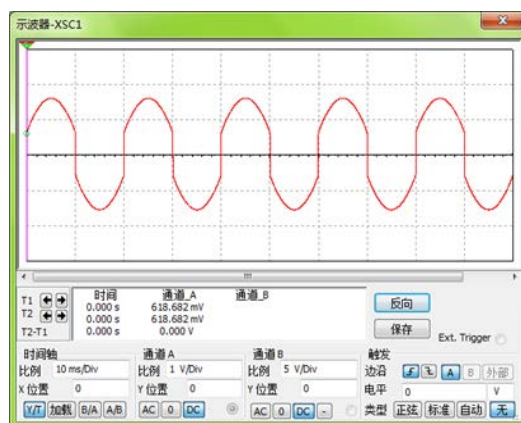 示波器-XSC1
T1
T2
T2-T1
时间 通道_A 通道_B
0.000 s 618.682 mV
0.000 s 618.682 mV
0.000 s 0.000 V
反向
保存
Ext. Trigger
时间轴
比例 10 ms/Div
X 位置 0
Y/T 加载 B/A A/B
通道 A
比例 1 V/Div
Y 位置 0
AC 0 DC
通道 B
比例 5 V/Div
Y 位置 0
AC 0 DC -
触发
边沿 A B 外部
电平 0 V
类型 正弦 标准 自动 无